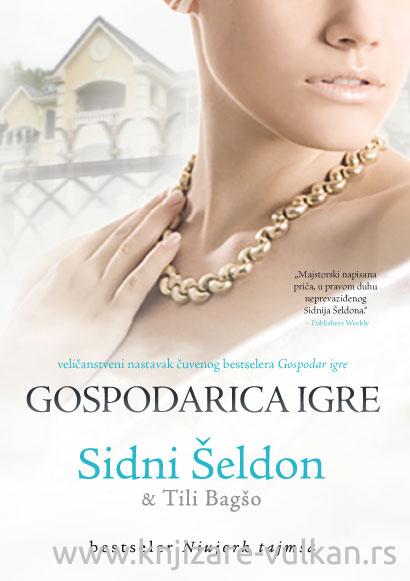 „Majstorski napisana
priča, u pravom duhu
neprevaziđenog
Sidnija Šeldona.“
– Publishers Weekly
veličanstveni nastavak čuvenog bestselera Gospodar igre
GOSPODARICA IGRE
Sidni Šeldon
& Tili Bagšo
bestseler Njujork tajmsa
www.knjizare-vulkan.rs